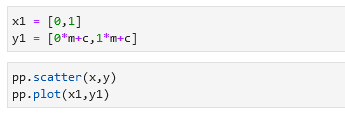 x1 = [0,1]
y1 = [0*m+c,1*m+c]
pp.scatter(x,y)
pp.plot(x1,y1)